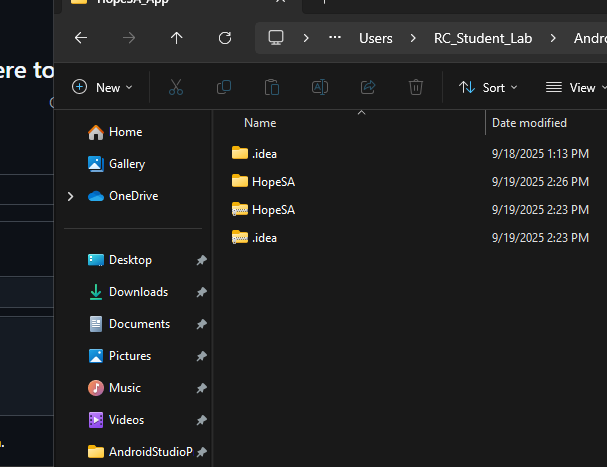 HopeSA_App
ere to
Users > RC_Student_Lab > Andro
New Sort View
Name Date modified
Home
Gallery
OneDrive
.idea 9/18/2025 1:13 PM
HopeSA 9/19/2025 2:26 PM
HopeSA 9/19/2025 2:23 PM
.idea 9/19/2025 2:23 PM
Desktop
Downloads
Documents
Pictures
Music
Videos
AndroidStudioP